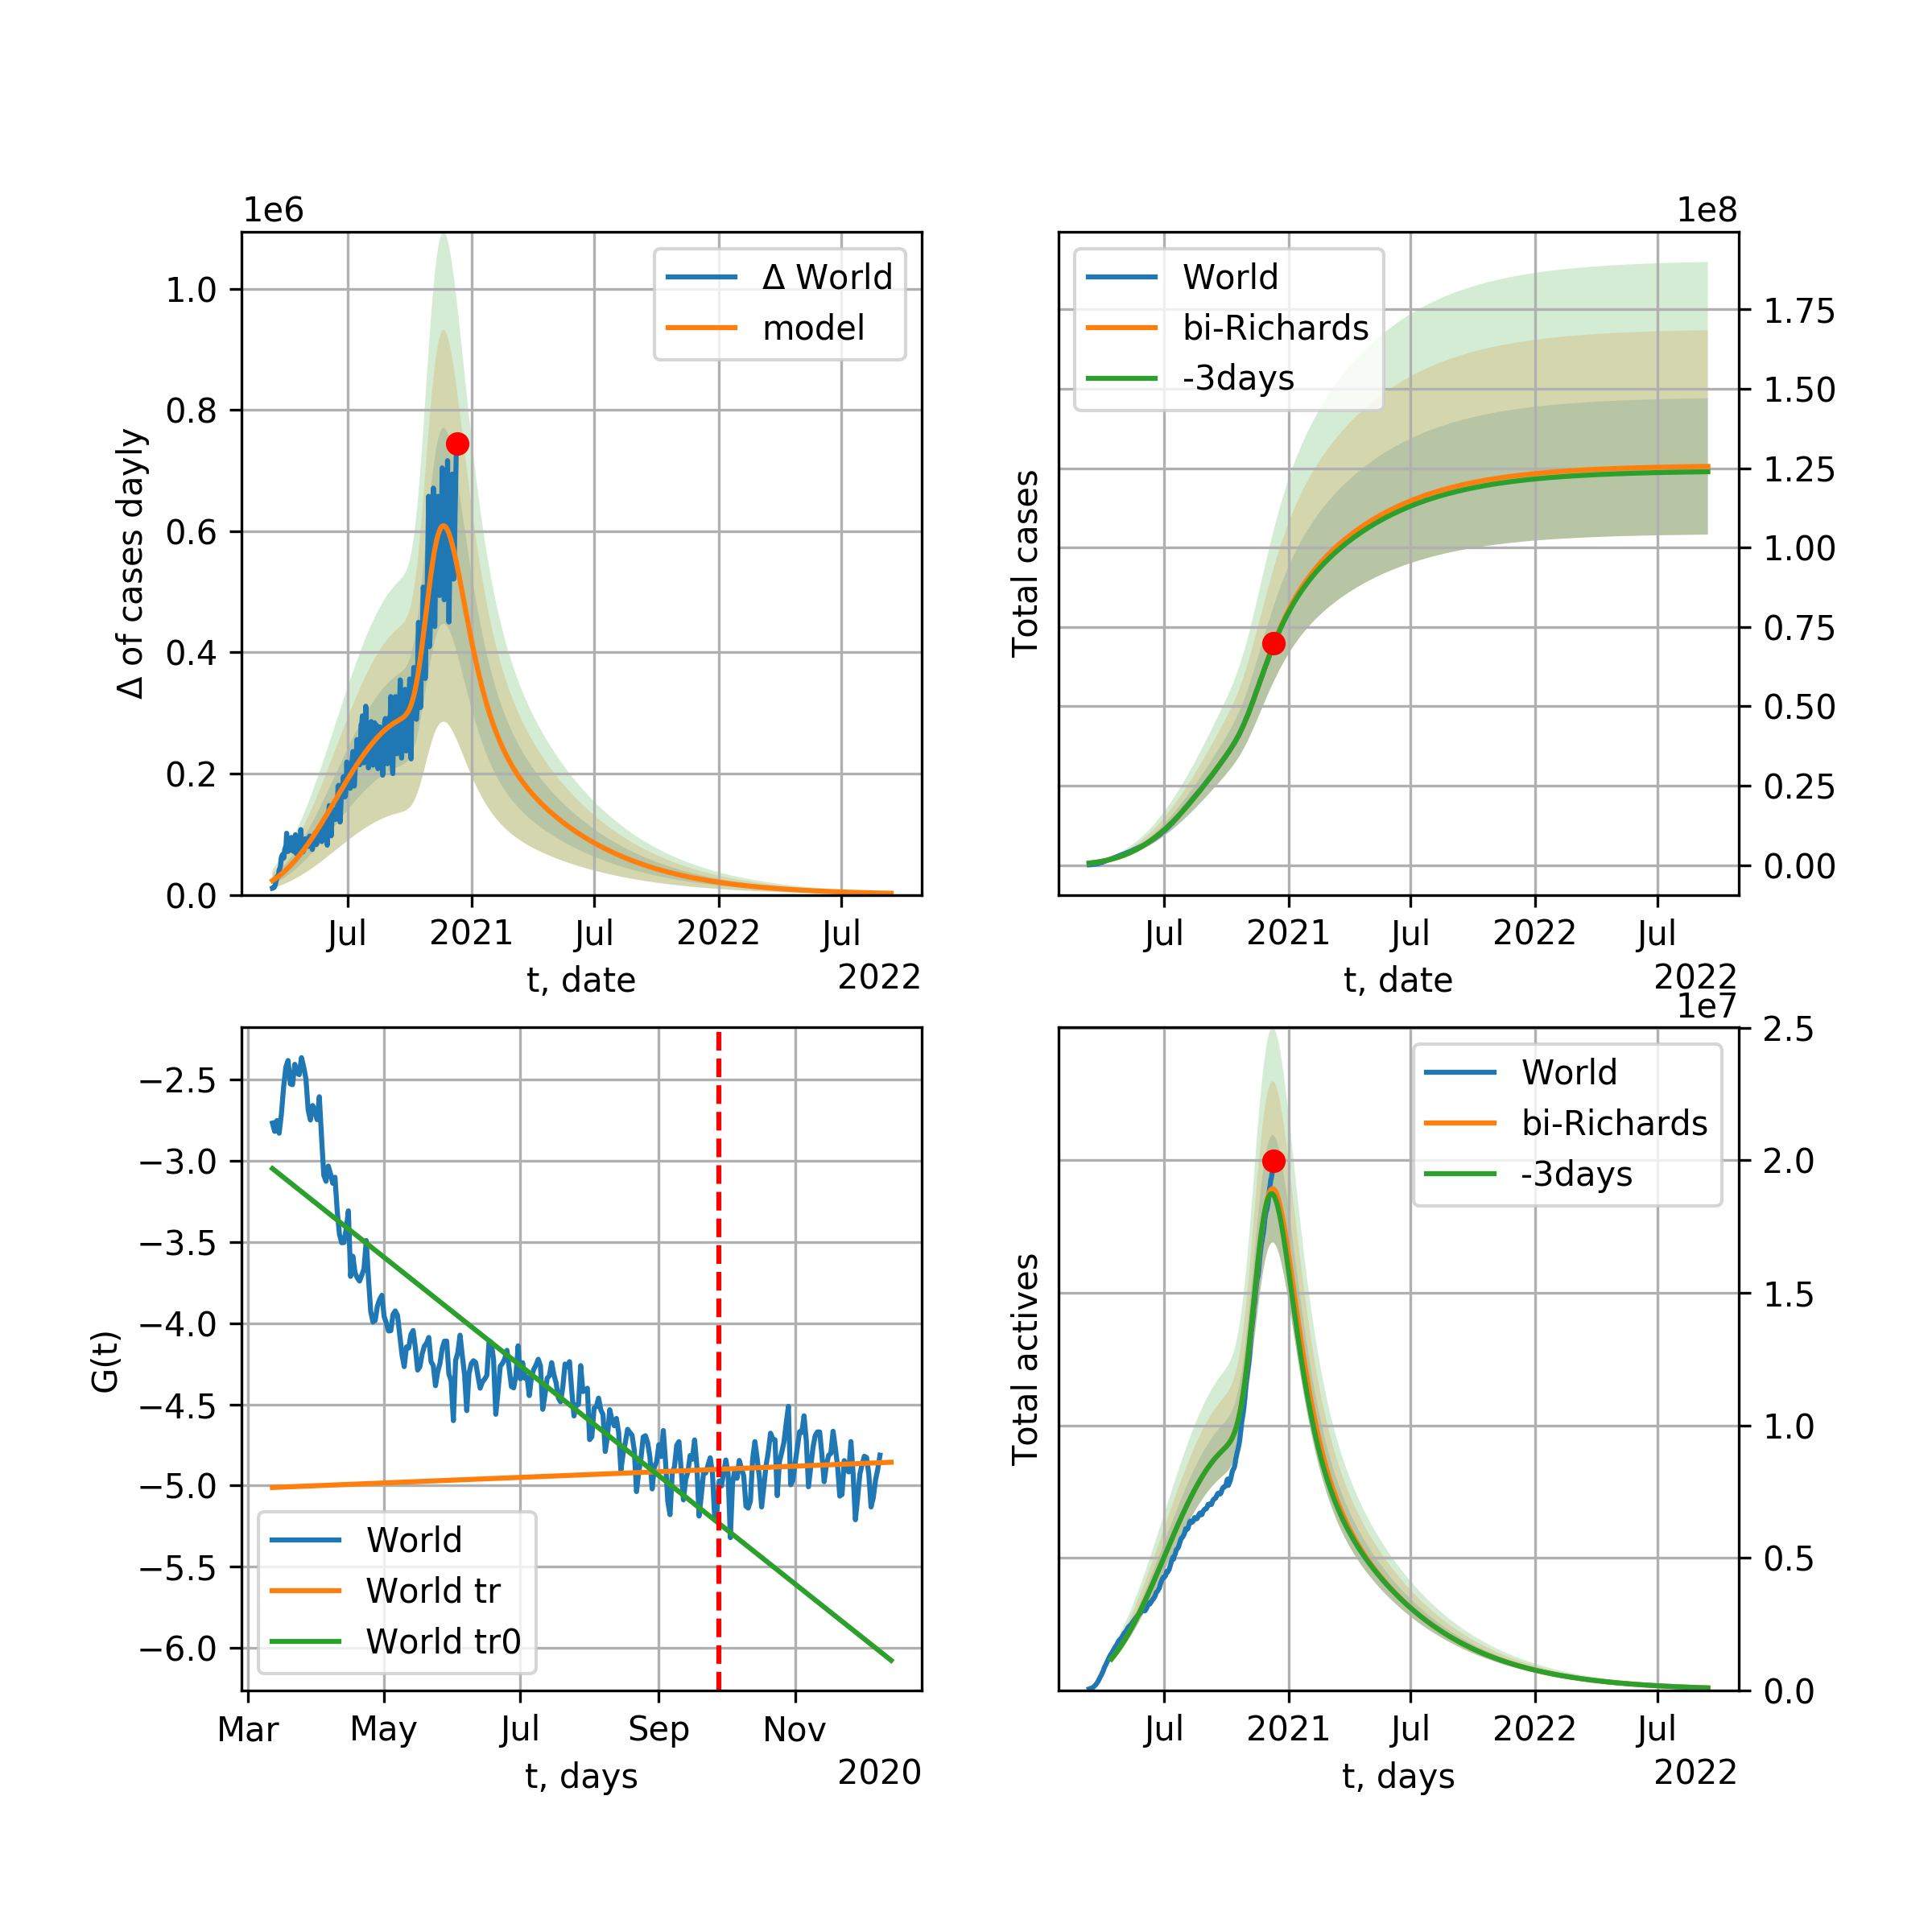 1e6
Δ of cases dayly
1.0
0.8
0.6
0.4
0.2
0.0
Δ World
model
Jul 2021 Jul 2022 Jul
t, date
2022
1e8
Total cases
World
bi-Richards
-3days
1.75
1.50
1.25
1.00
0.75
0.50
0.25
0.00
Jul 2021 Jul 2022 Jul
t, date
2022
G(t)
−2.5
−3.0
−3.5
−4.0
−4.5
−5.0
−5.5
−6.0
World
World tr
World tr0
Mar May Jul Sep Nov
t, days
2020
1e7
Total actives
World
bi-Richards
-3days
2.5
2.0
1.5
1.0
0.5
0.0
Jul 2021 Jul 2022 Jul
t, days
2022